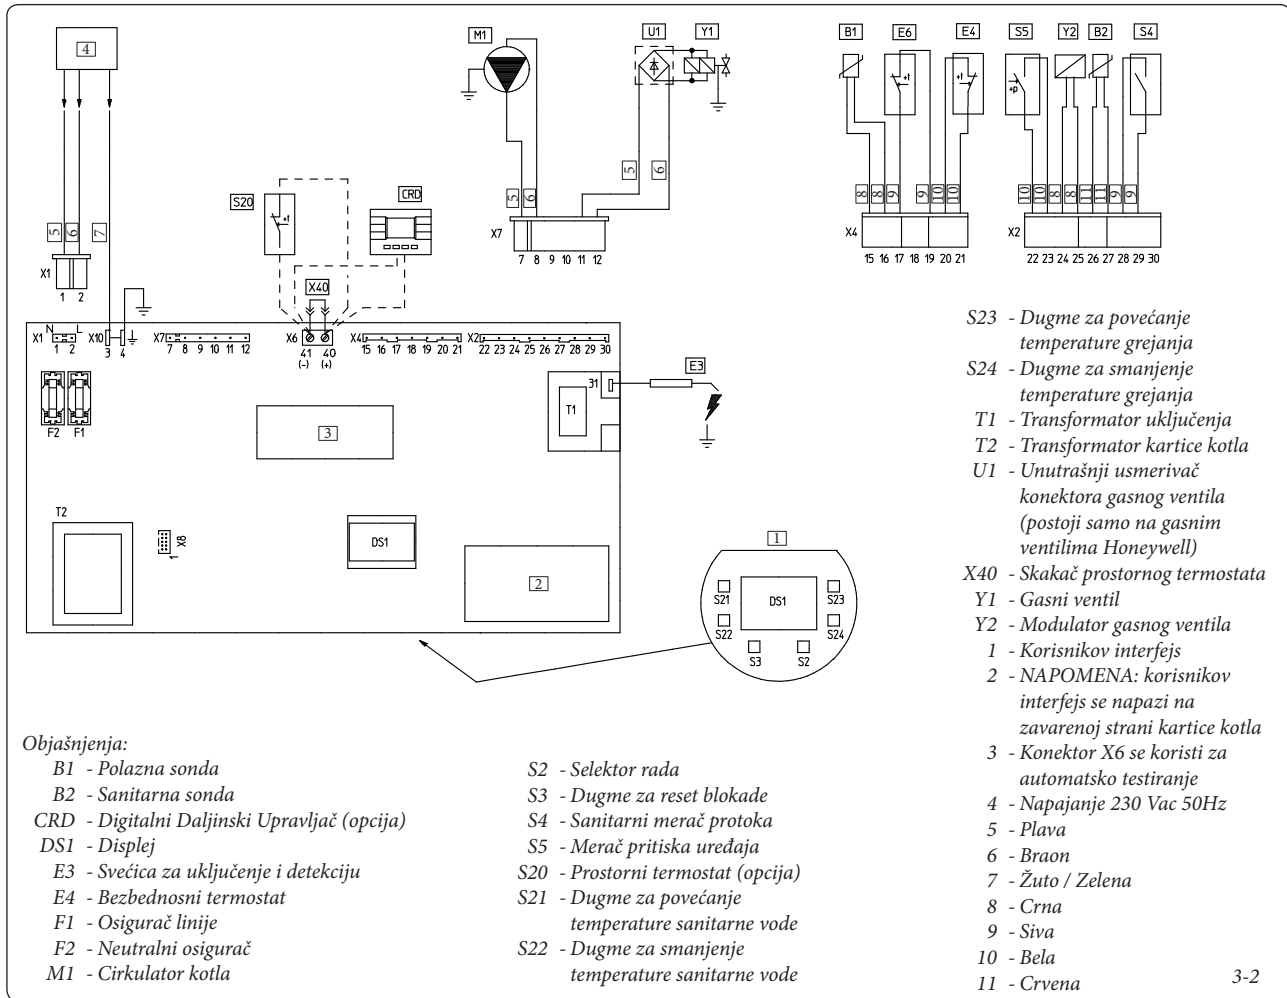 4
M1
U1
Y1
B1
E6
E4
S5
Y2
B2
S4
+t
+t
+p
S20
+t
CRD
5
6
7
5
6
5
6
8
8
9
9
10
10
10
10
8
8
11
11
9
9
X1
1 2
X7
7 8 9 10 11 12
X4
15 16 17 18 19 20 21
X2
22 23 24 25 26 27 28 29 30
X40
X1 N L
1 2
X10
3 4
X7
7 8 9 10 11 12
X6
41 40
(-) (+)
X4
15 16 17 18 19 20 21
X2
22 23 24 25 26 27 28 29 30
F2 F1
3
31
T1
E3
T2
1
X8
DS1
2
1
S21
S22
DS1
S23
S24
S3
S2
Objašnjenja:
B1 - Polazna sonda
B2 - Sanitarna sonda
CRD - Digitalni Daljinski Upravljač (opcija)
DS1 - Displej
E3 - Svećica za uključenje i detekciju
E4 - Bezbednosni termostat
F1 - Osigurač linije
F2 - Neutralni osigurač
M1 - Cirkulator kotla
S2 - Selektor rada
S3 - Dugme za reset blokade
S4 - Sanitarni merač protoka
S5 - Merač pritiska uređaja
S20 - Prostorni termostat (opcija)
S21 - Dugme za povećanje
temperature sanitarne vode
S22 - Dugme za smanjenje
temperature sanitarne vode
S23 - Dugme za povećanje
temperature grejanja
S24 - Dugme za smanjenje
temperature grejanja
T1 - Transformator uključenja
T2 - Transformator kartice kotla
U1 - Unutrašnji usmerivač
konektora gasnog ventila
(postoji samo na gasnim
ventilima Honeywell)
X40 - Skakač prostornog termostata
Y1 - Gasni ventil
Y2 - Modulator gasnog ventila
1 - Korisnikov interfejs
2 - NAPOMENA: korisnikov
interfejs se napazi na
zavarenoj strani kartice kotla
3 - Konektor X6 se koristi za
automatsko testiranje
4 - Napajanje 230 Vac 50Hz
5 - Plava
6 - Braon
7 - Žuto / Zelena
8 - Crna
9 - Siva
10 - Bela
11 - Crvena
3-2